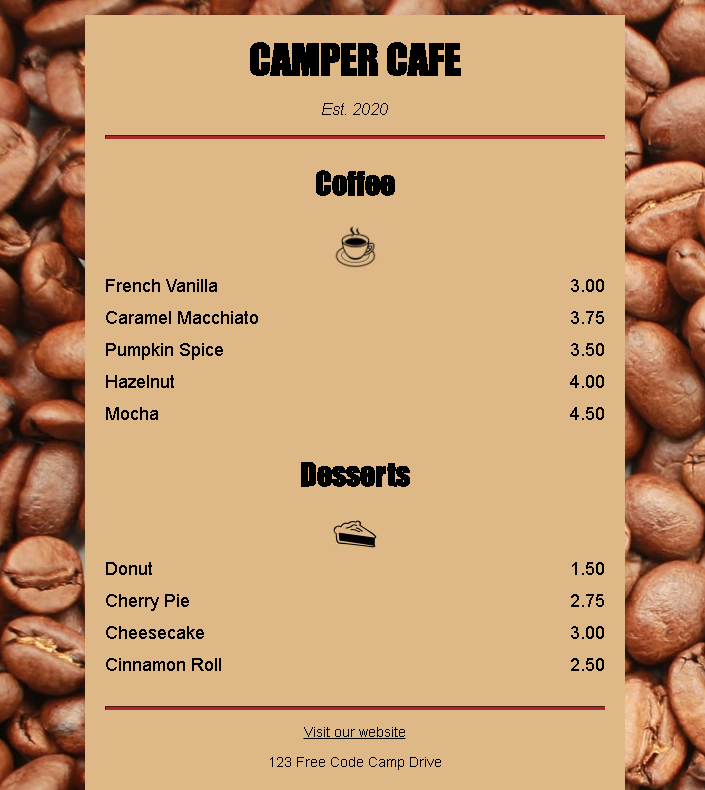 CAMPER CAFE
Est. 2020
Coffee
French Vanilla 3.00
Caramel Macchiato 3.75
Pumpkin Spice 3.50
Hazelnut 4.00
Mocha 4.50
Desserts
Donut 1.50
Cherry Pie 2.75
Cheesecake 3.00
Cinnamon Roll 2.50
Visit our website
123 Free Code Camp Drive